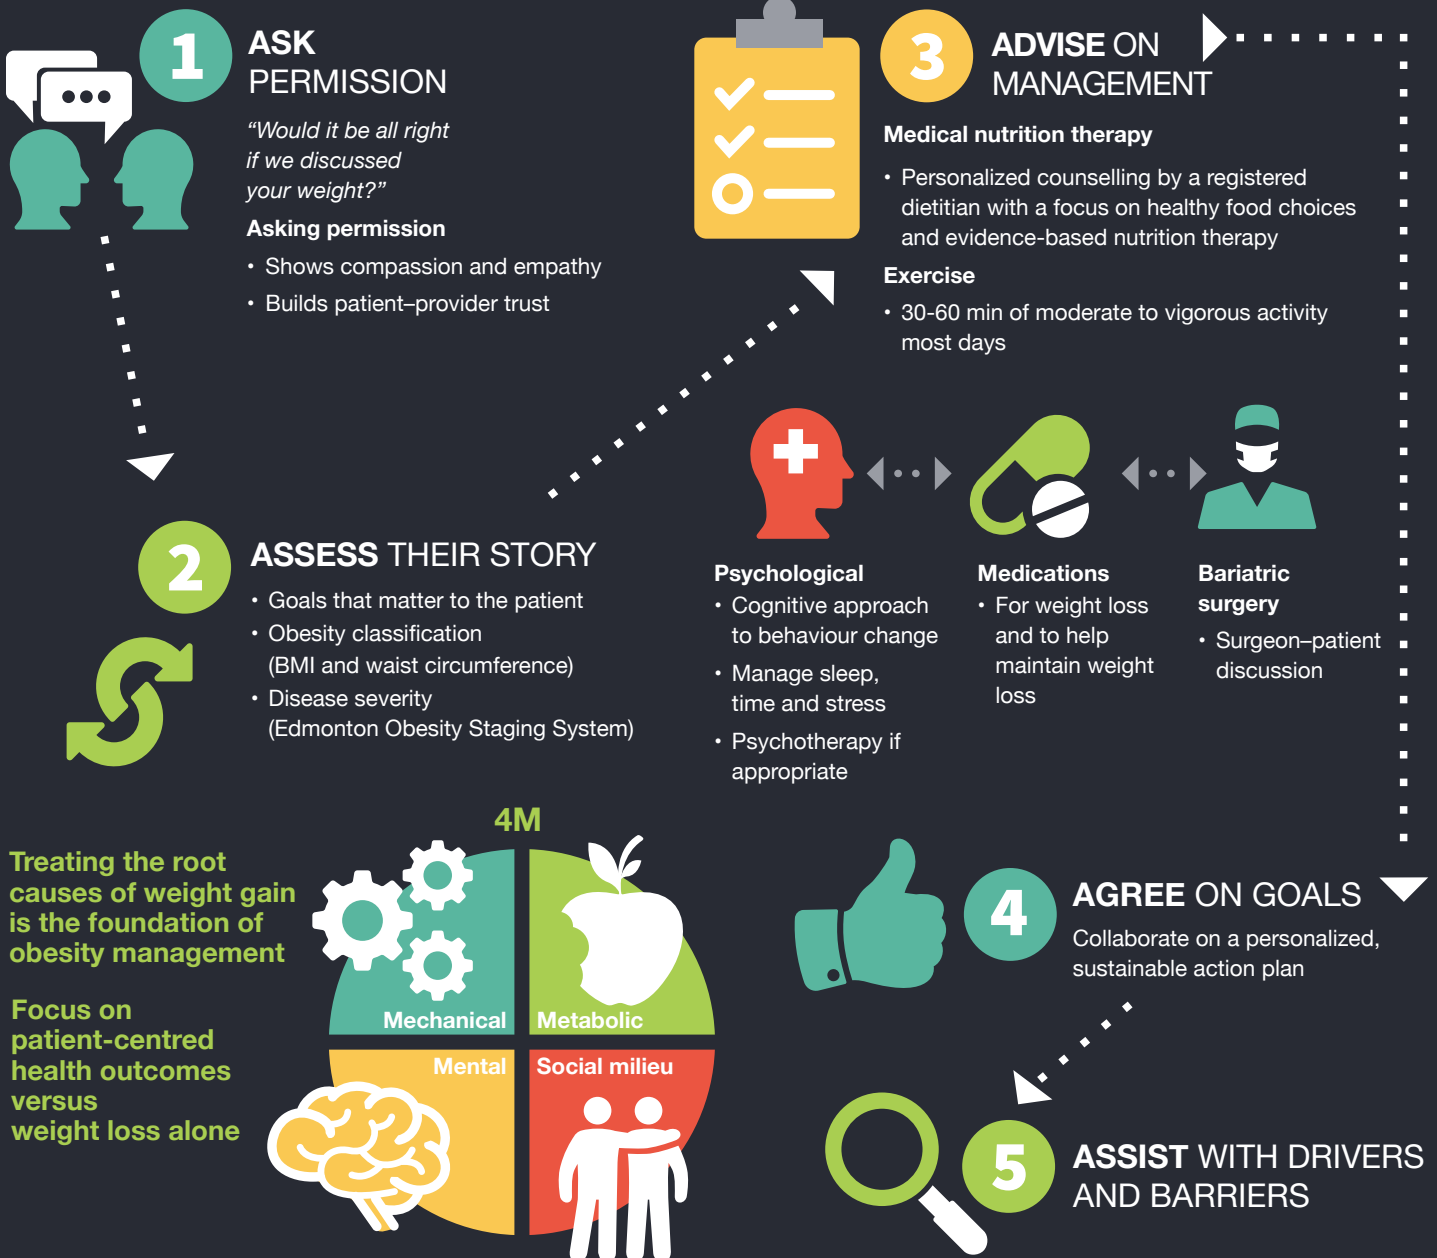 1
ASK
PERMISSION
“Would it be all right
if we discussed
your weight?”
Asking permission
• Shows compassion and empathy
• Builds patient–provider trust
2
ASSESS THEIR STORY
• Goals that matter to the patient
• Obesity classification
(BMI and waist circumference)
• Disease severity
(Edmonton Obesity Staging System)
3
ADVISE ON
MANAGEMENT
Medical nutrition therapy
• Personalized counselling by a registered
dietitian with a focus on healthy food choices
and evidence-based nutrition therapy
Exercise
• 30-60 min of moderate to vigorous activity
most days
Psychological
• Cognitive approach
to behaviour change
• Manage sleep,
time and stress
• Psychotherapy if
appropriate
Medications
• For weight loss
and to help
maintain weight
loss
Bariatric
surgery
• Surgeon–patient
discussion
Treating the root
causes of weight gain
is the foundation of
obesity management
Focus on
patient-centred
health outcomes
versus
weight loss alone
4M
Mechanical
Metabolic
Mental
Social milieu
4
AGREE ON GOALS
Collaborate on a personalized,
sustainable action plan
5
ASSIST WITH DRIVERS
AND BARRIERS